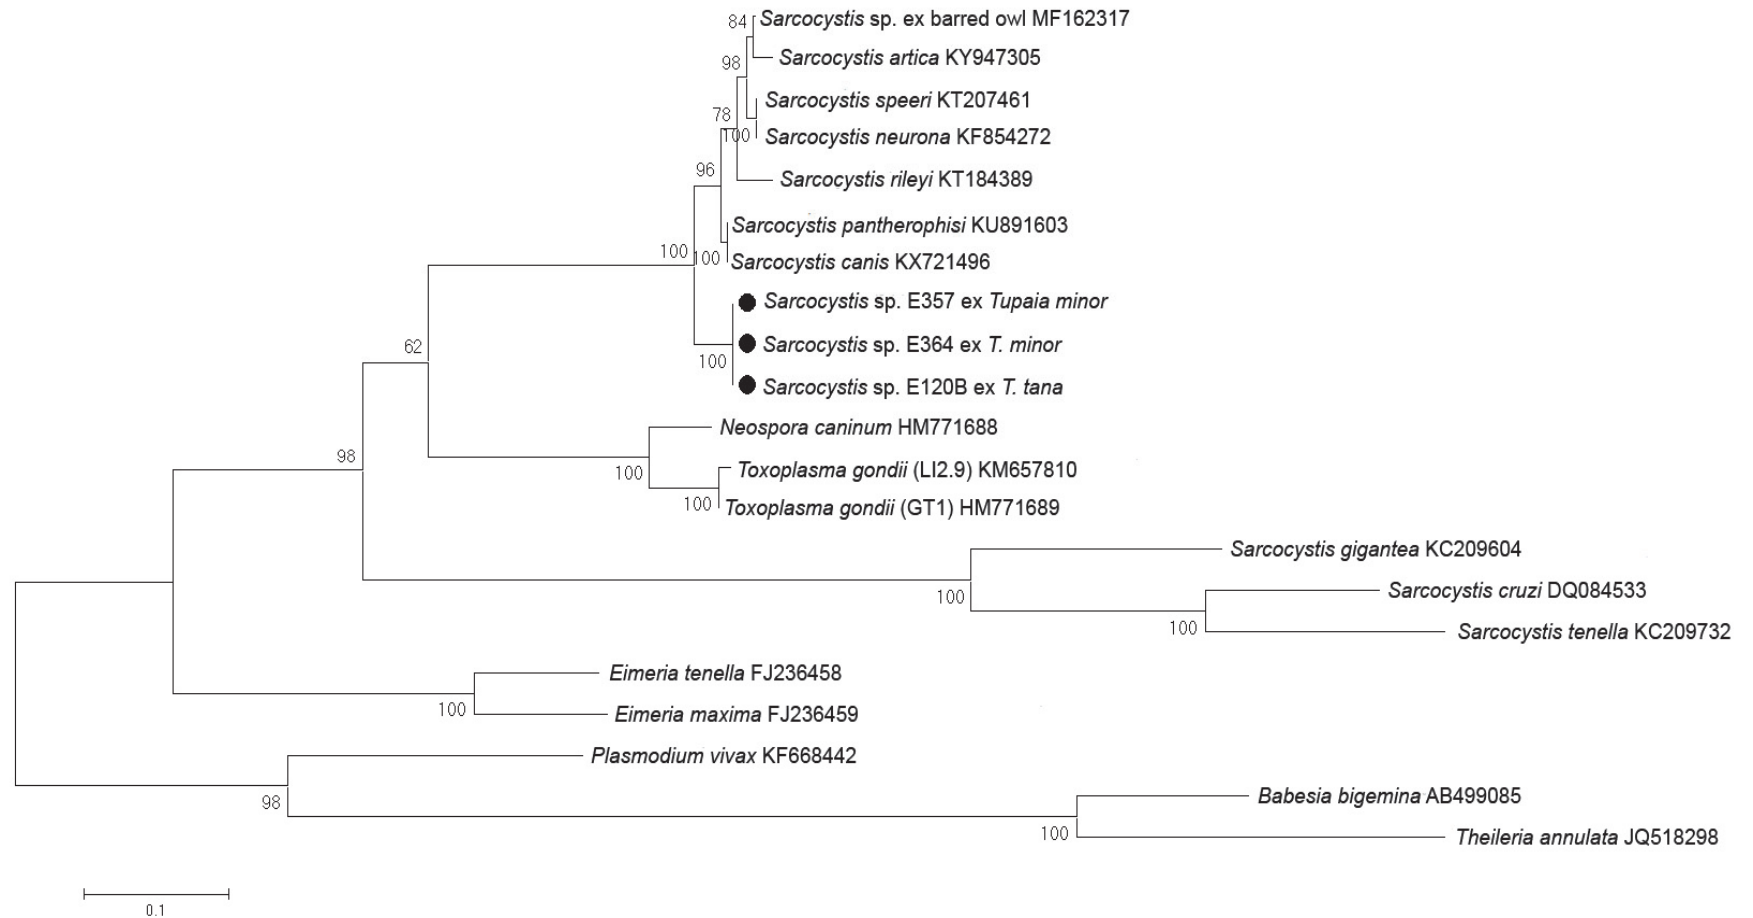 84
Sarcocystis sp. ex barred owl MF162317
Sarcocystis artica KY947305
98
Sarcocystis speeri KT207461
78
100
Sarcocystis neurona KF854272
96
Sarcocystis rileyi KT184389
Sarcocystis pantherophisi KU891603
100
100
Sarcocystis canis KX721496
Sarcocystis sp. E357 ex Tupaia minor
62
Sarcocystis sp. E364 ex T. minor
100
Sarcocystis sp. E120B ex T. tana
Neospora caninum HM771688
98
100
Toxoplasma gondii (LI2.9) KM657810
100
Toxoplasma gondii (GT1) HM771689
Sarcocystis gigantea KC209604
100
Sarcocystis cruzi DQ084533
100
Sarcocystis tenella KC209732
Eimeria tenella FJ236458
100
Eimeria maxima FJ236459
Plasmodium vivax KF668442
98
Babesia bigemina AB499085
100
Theileria annulata JQ518298
0.1